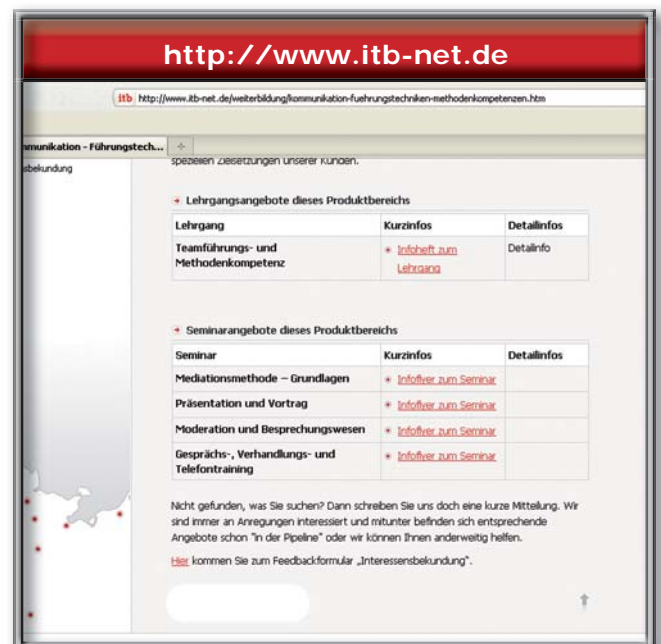 http://www.itb-net.de
itb http://www.itb-net.de/weiterbildung/kommunikation-fuehrungstechniken-methodenkompetenzen.htm
mmunikation - Führungstech...
sbekundung
speziellen Zielsetzungen unserer Kunden.
Lehrgangsangebote dieses Produktbereichs
Lehrgang Kurzinfos Detailinfos
Teamführungs- und Methodenkompetenz Infoheft zum Lehrgang Detailinfo
Seminarangebote dieses Produktbereichs
Seminar Kurzinfos Detailinfos
Mediationsmethode – Grundlagen Infoflyer zum Seminar
Präsentation und Vortrag Infoflyer zum Seminar
Moderation und Besprechungswesen Infoflyer zum Seminar
Gesprächs-, Verhandlungs- und Telefontraining Infoflyer zum Seminar
Nicht gefunden, was Sie suchen? Dann schreiben Sie uns doch eine kurze Mitteilung. Wir
sind immer an Anregungen interessiert und mitunter befinden sich entsprechende
Angebote schon "in der Pipeline" oder wir können Ihnen anderweitig helfen.
Hier kommen Sie zum Feedbackformular „Interessensbekundung".